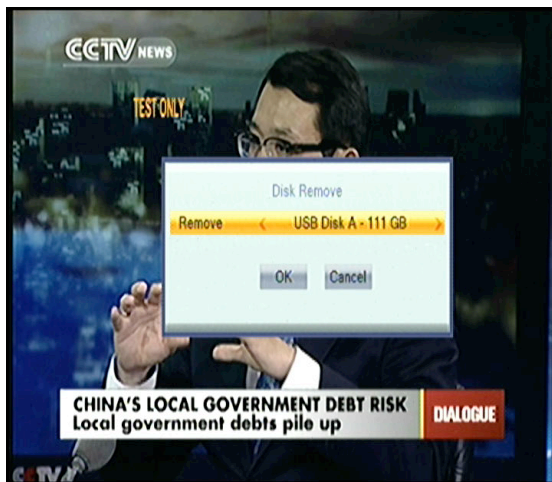 CCTV NEWS
TEST ONLY
Disk Remove
Remove < USB Disk A - 111 GB >
OK Cancel
CHINA'S LOCAL GOVERNMENT DEBT RISK
Local government debts pile up
DIALOGUE
CCTV